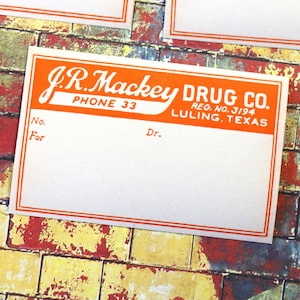 J.R. Mackey DRUG CO.
PHONE 33 REG. NO. 3194
LULING, TEXAS
No. Dr.
For